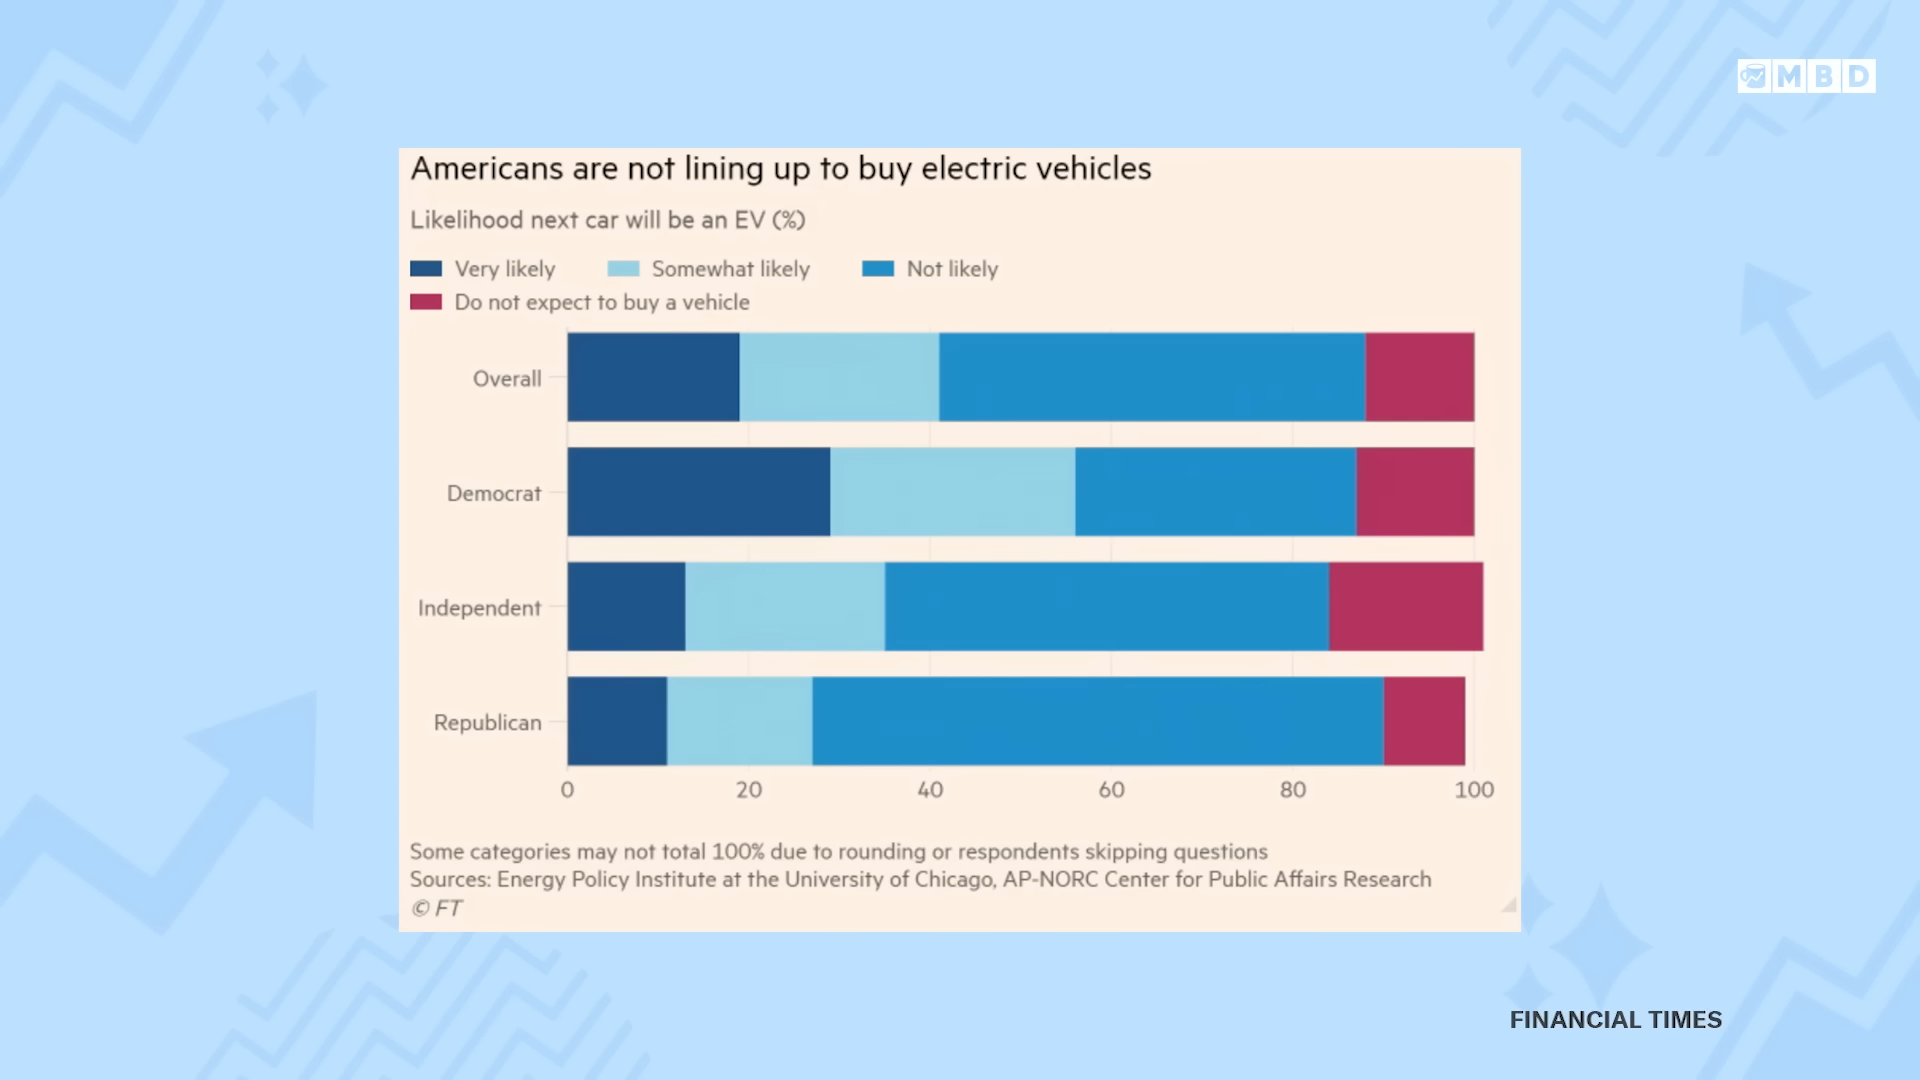 MBD
Americans are not lining up to buy electric vehicles
Likelihood next car will be an EV (%)
Very likely Somewhat likely Not likely
Do not expect to buy a vehicle
Overall
Democrat
Independent
Republican
0 20 40 60 80 100
Some categories may not total 100% due to rounding or respondents skipping questions
Sources: Energy Policy Institute at the University of Chicago, AP-NORC Center for Public Affairs Research
© FT
FINANCIAL TIMES